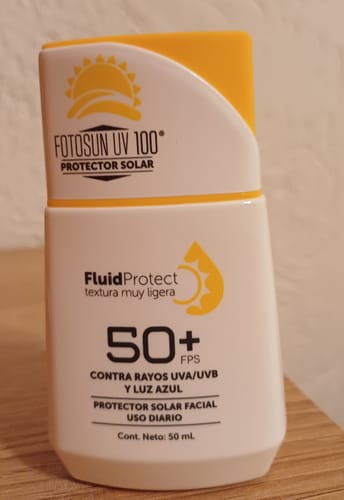 FOTOSUN UV 100®
PROTECTOR SOLAR
FluidProtect
textura muy ligera
50+
FPS
CONTRA RAYOS UVA/UVB
Y LUZ AZUL
PROTECTOR SOLAR FACIAL
USO DIARIO
Cont. Neto: 50 mL